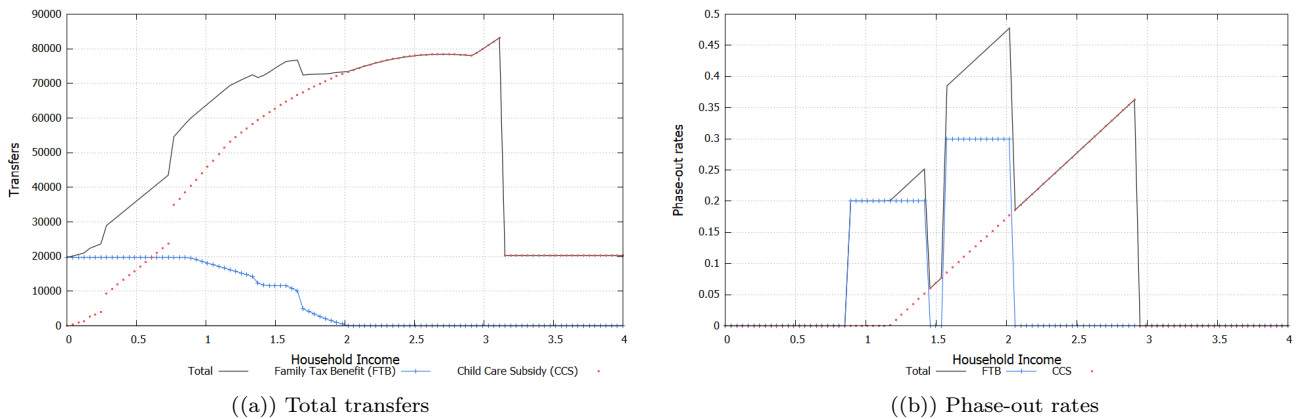 90000
80000
70000
60000
50000
40000
30000
20000
10000
0
Transfers
0 0.5 1 1.5 2 2.5 3 3.5 4
Household Income
Total Family Tax Benefit (FTB) Child Care Subsidy (CCS)
((a)) Total transfers
0.5
0.45
0.4
0.35
0.3
0.25
0.2
0.15
0.1
0.05
0
Phase-out rates
0 0.5 1 1.5 2 2.5 3 3.5 4
Household Income
Total FTB CCS
((b)) Phase-out rates